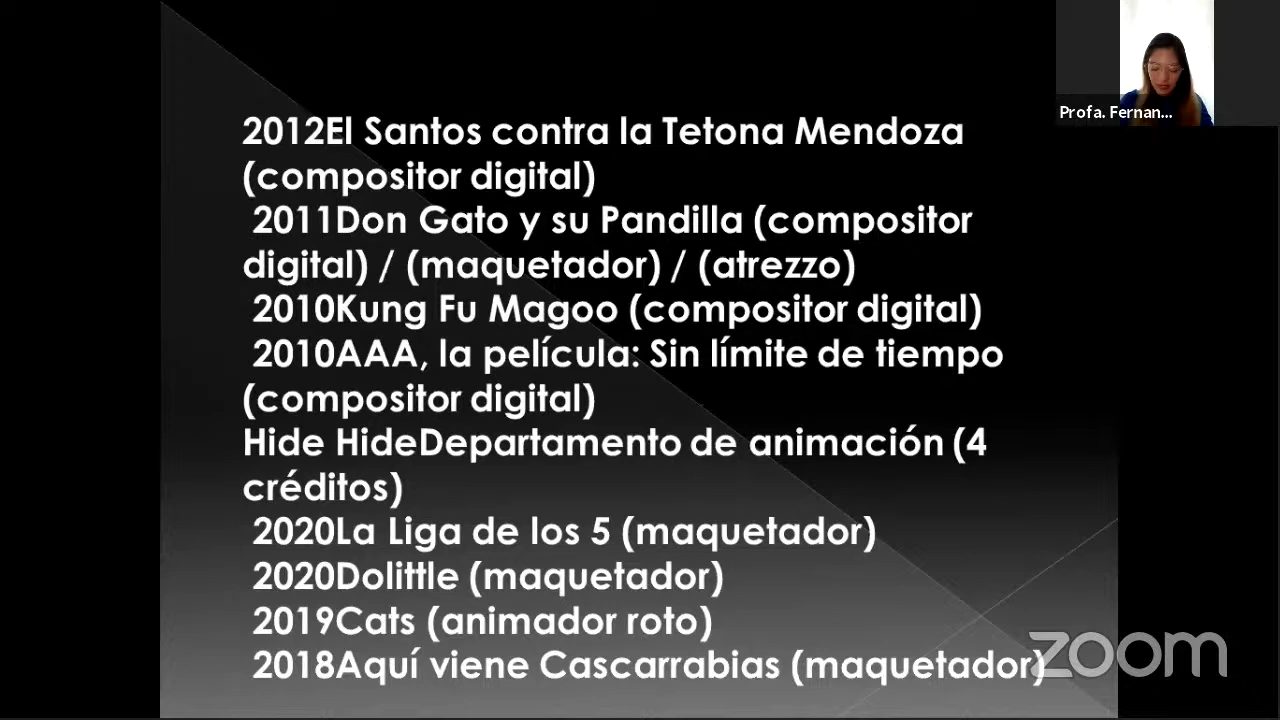 2012El Santos contra la Tetona Mendoza
(compositor digital)
2011Don Gato y su Pandilla (compositor
digital) / (maquetador) / (atrezzo)
2010Kung Fu Magoo (compositor digital)
2010AAA, la película: Sin límite de tiempo
(compositor digital)
Hide HideDepartamento de animación (4
créditos)
2020La Liga de los 5 (maquetador)
2020Dolittle (maquetador)
2019Cats (animador roto)
2018Aquí viene Cascarrabias (maquetador)
Profa. Fernan...
zoom